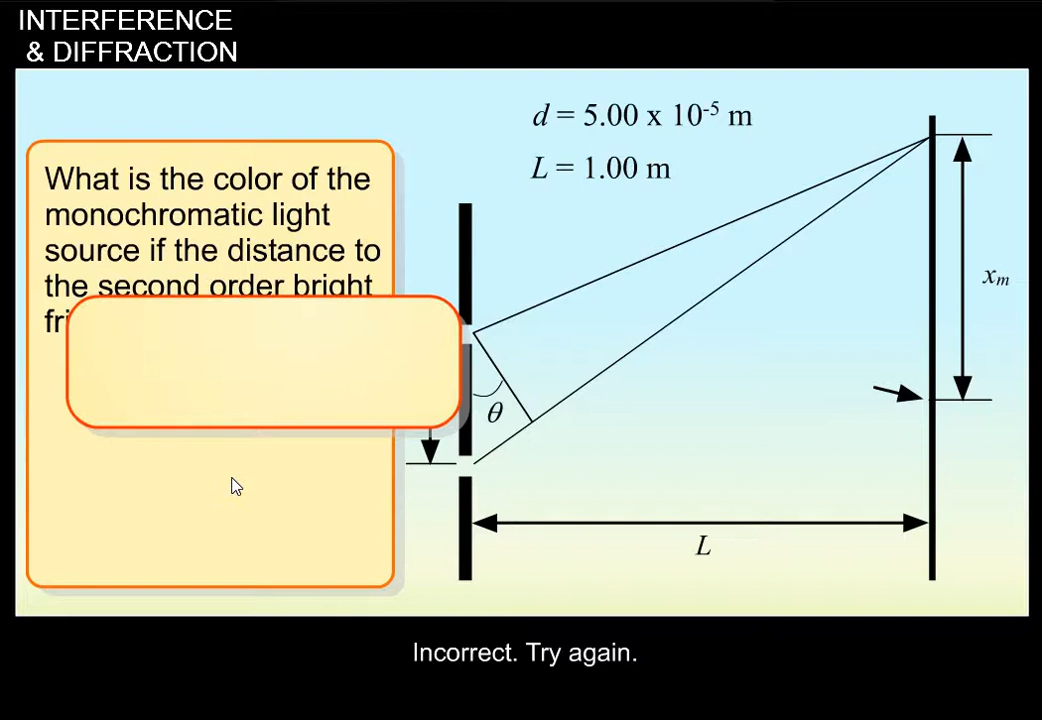 INTERFERENCE
& DIFFRACTION
d = 5.00 x 10⁻⁵ m
L = 1.00 m
What is the color of the
monochromatic light
source if the distance to
the second order bright
xₘ
θ
L
Incorrect. Try again.